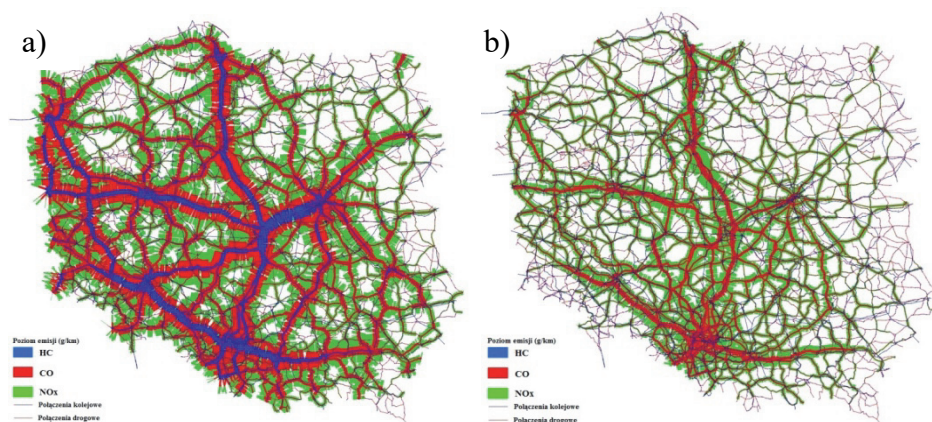 a)
Poziom emisji (g/km)
HC
CO
NOx
Połączenia kolejowe
Połączenia drogowe
b)
Poziom emisji (g/km)
HC
CO
NOx
Połączenia kolejowe
Połączenia drogowe